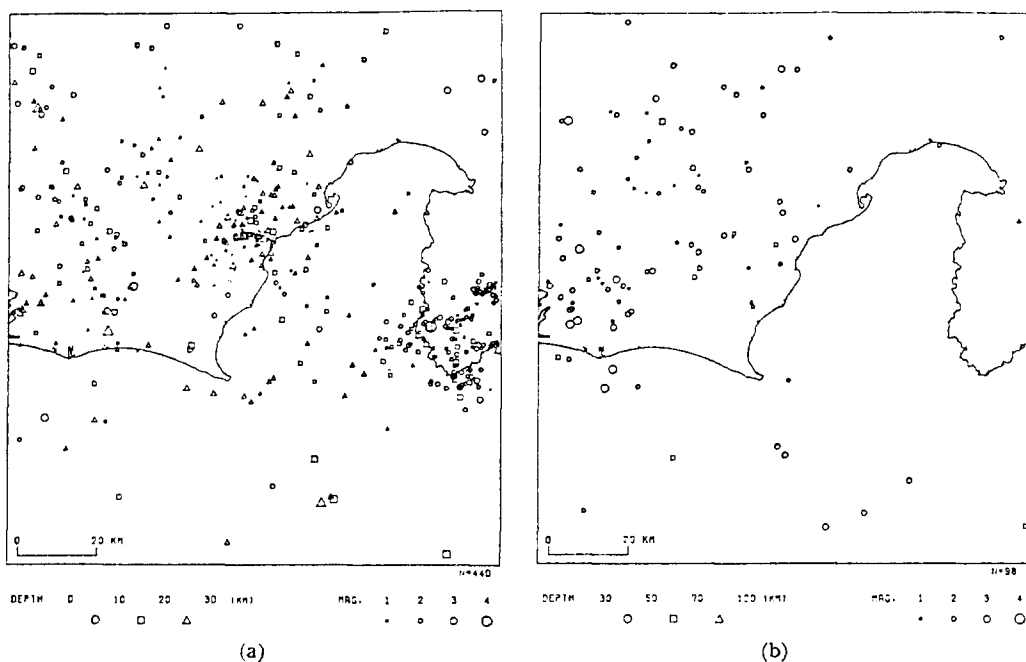 0 20 KM
N=440
DEPTH 0 10 20 30 (KM) MAG. 1 2 3 4
(a)
0 20 KM
N=98
DEPTH 30 50 70 100 (KM) MAG. 1 2 3 4
(b)